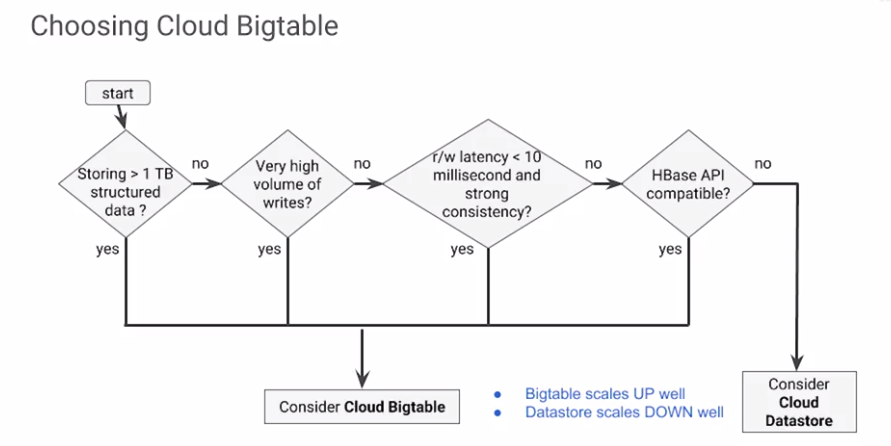 Choosing Cloud Bigtable
start
Storing > 1 TB
structured
data ?
no
yes
Very high
volume of
writes?
no
yes
r/w latency < 10
millisecond and
strong
consistency?
no
yes
HBase API
compatible?
no
yes
Consider Cloud Bigtable
Bigtable scales UP well
Datastore scales DOWN well
Consider
Cloud
Datastore